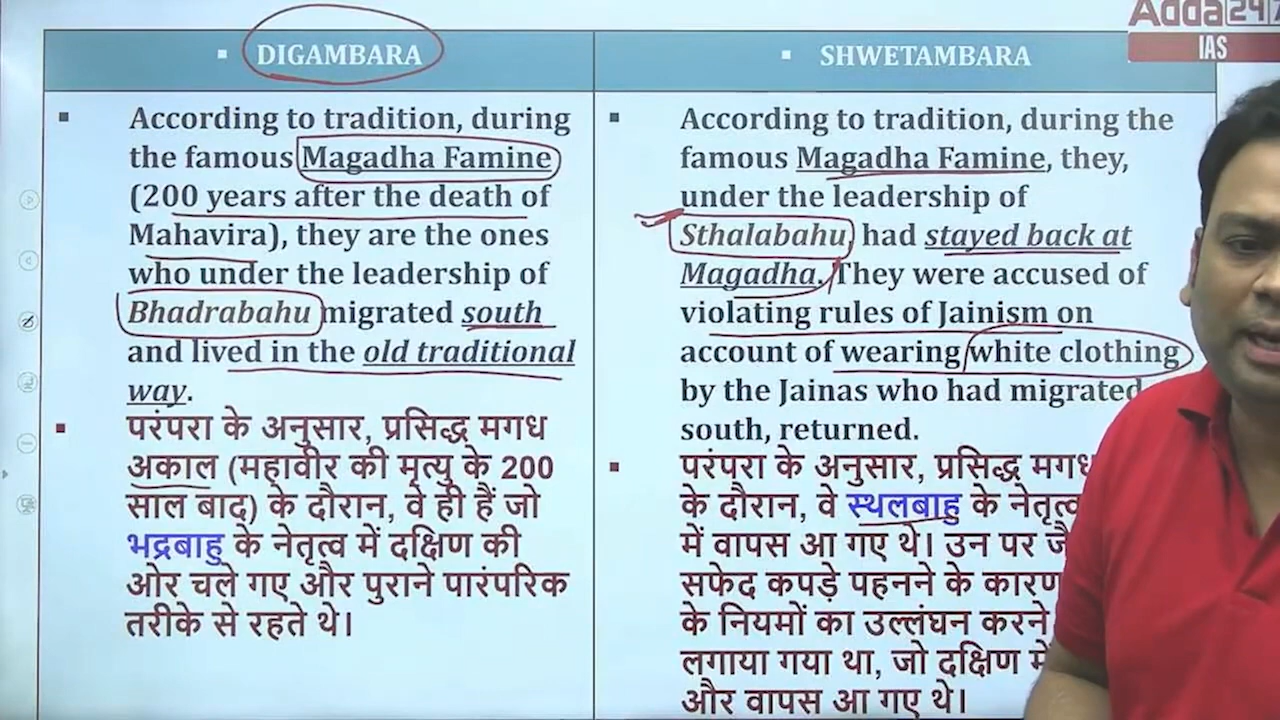 Adda247
IAS
▪ DIGAMBARA
▪ According to tradition, during
the famous Magadha Famine
(200 years after the death of
Mahavira), they are the ones
who under the leadership of
Bhadrabahu migrated south
and lived in the old traditional
way.
▪ परंपरा के अनुसार, प्रसिद्ध मगध
अकाल (महावीर की मृत्यु के 200
साल बाद) के दौरान, वे ही हैं जो
भद्रबाहु के नेतृत्व में दक्षिण की
ओर चले गए और पुराने पारंपरिक
तरीके से रहते थे।
▪ SHWETAMBARA
▪ According to tradition, during the
famous Magadha Famine, they,
under the leadership of
Sthalabahu, had stayed back at
Magadha. They were accused of
violating rules of Jainism on
account of wearing white clothing
by the Jainas who had migrated
south, returned.
▪ परंपरा के अनुसार, प्रसिद्ध मगध
के दौरान, वे स्थलबाहु के नेतृत्व
में वापस आ गए थे। उन पर
सफेद कपड़े पहनने के कारण
के नियमों का उल्लंघन करने
लगाया गया था, जो दक्षिण में
और वापस आ गए थे।